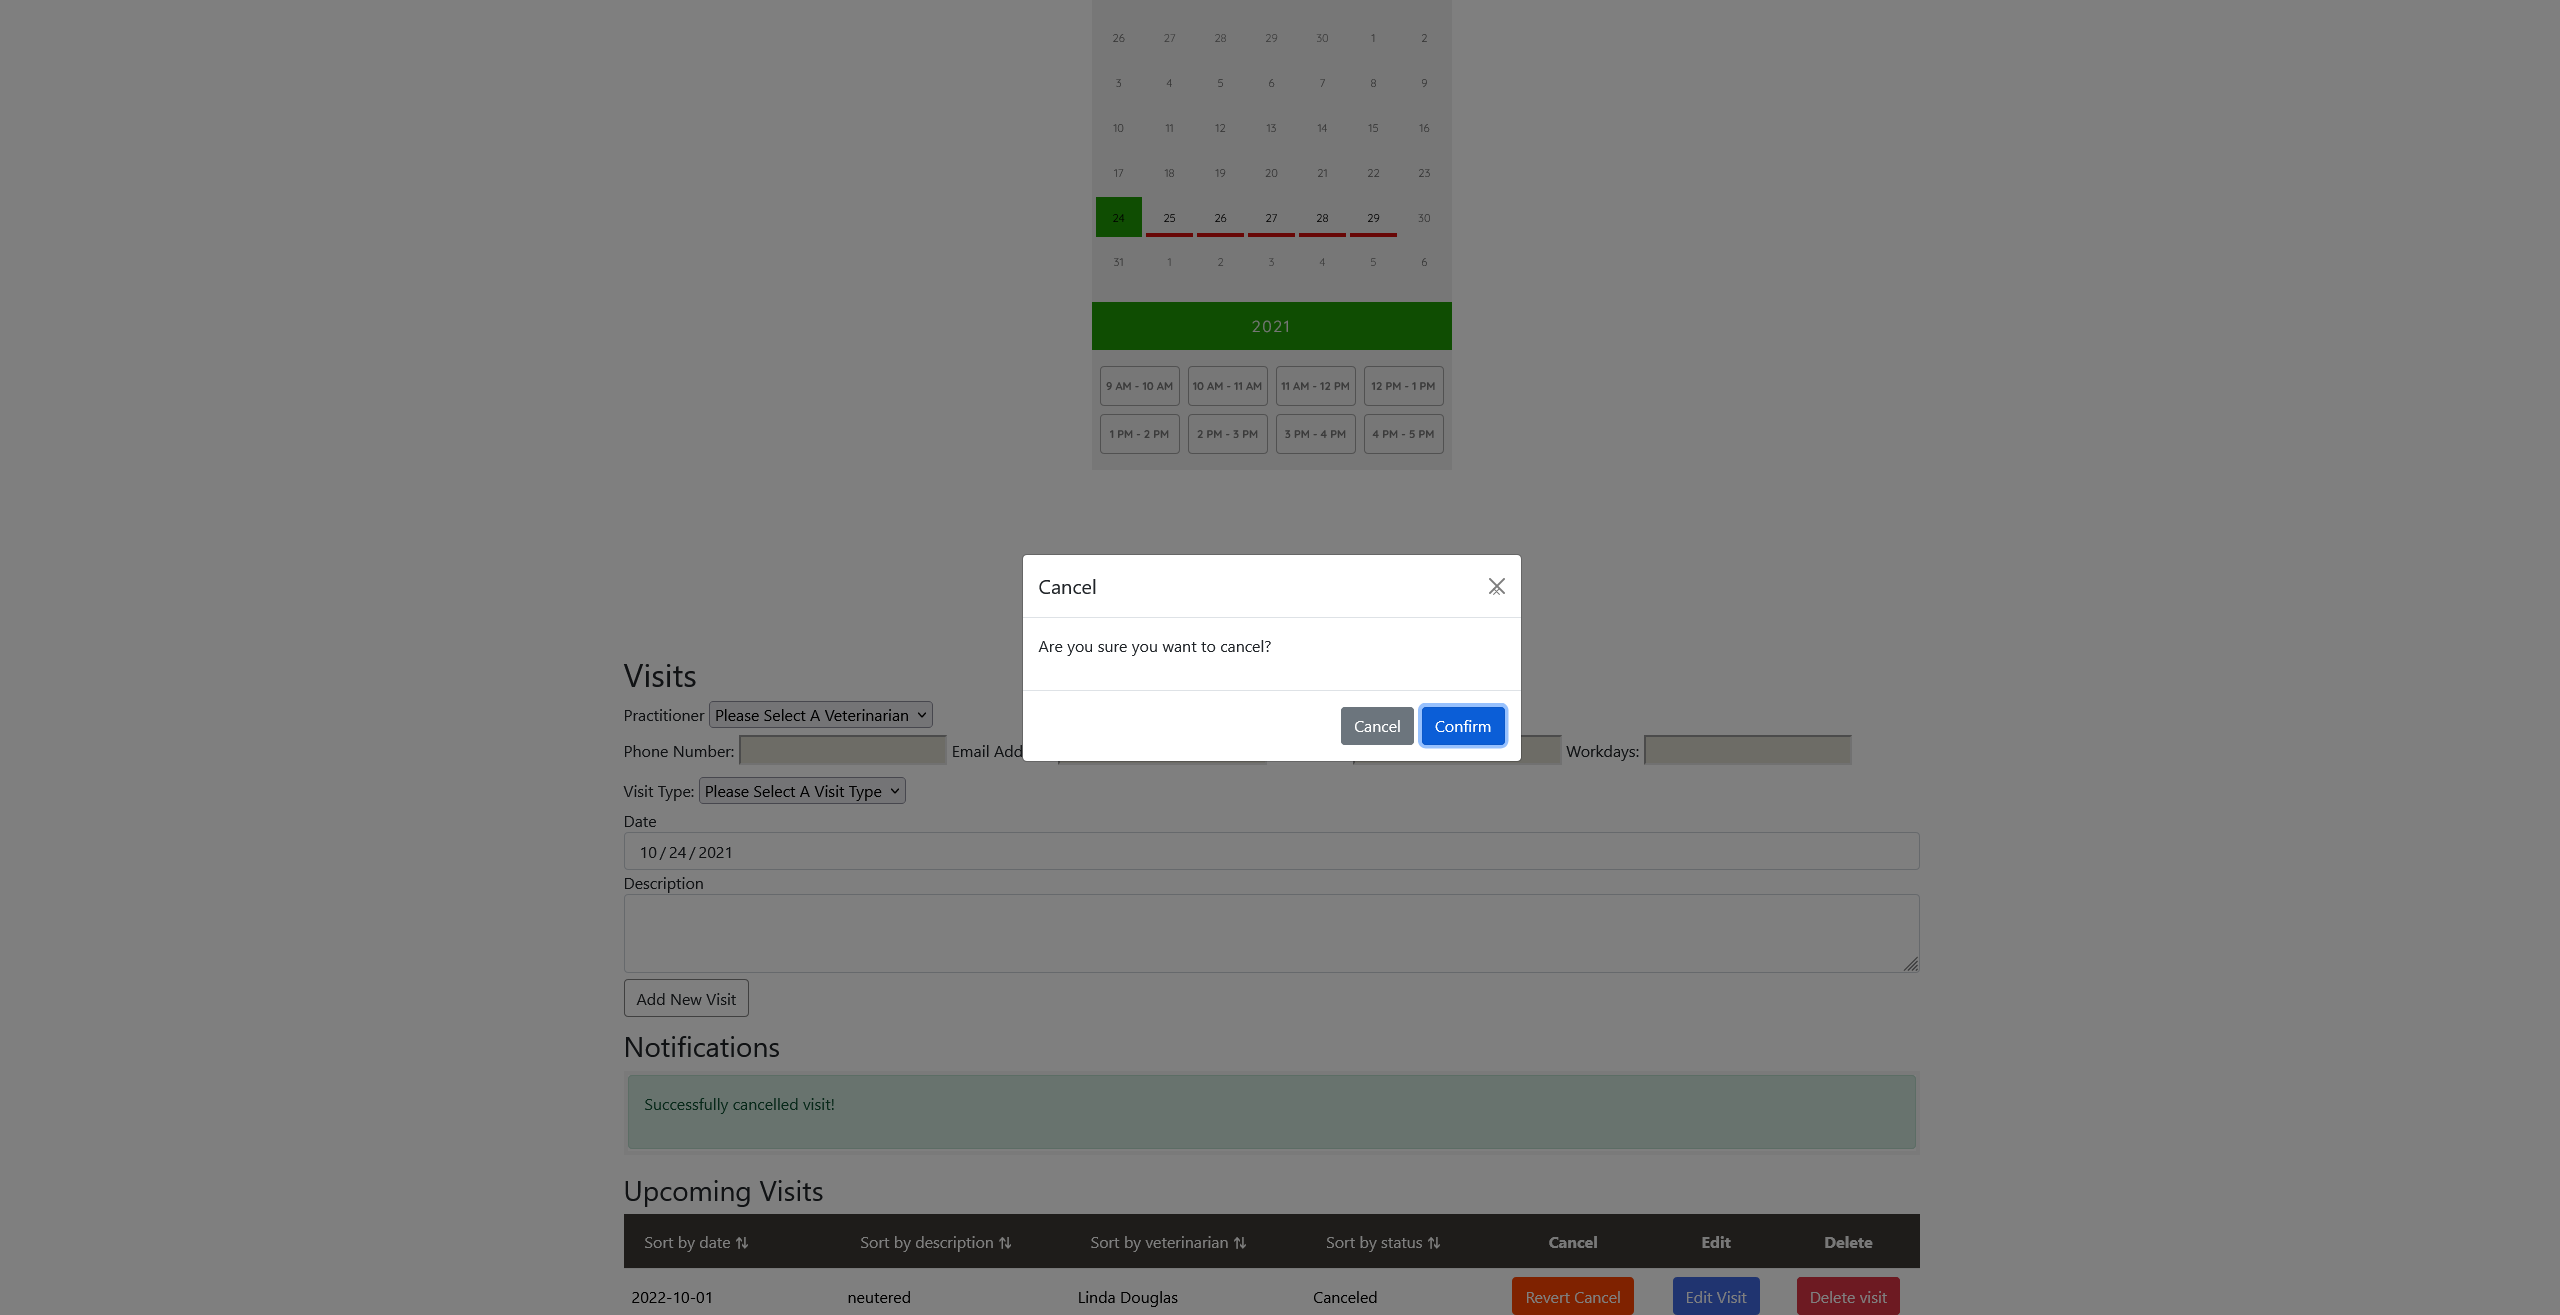 26 27 28 29 30 1 2
3 4 5 6 7 8 9
10 11 12 13 14 15 16
17 18 19 20 21 22 23
24 25 26 27 28 29 30
31 1 2 3 4 5 6
2021
9 AM - 10 AM 10 AM - 11 AM 11 AM - 12 PM 12 PM - 1 PM
1 PM - 2 PM 2 PM - 3 PM 3 PM - 4 PM 4 PM - 5 PM
Cancel
Are you sure you want to cancel?
Cancel Confirm
Visits
Practitioner Please Select A Veterinarian
Phone Number: Email Add Workdays:
Visit Type: Please Select A Visit Type
Date
10 / 24 / 2021
Description
Add New Visit
Notifications
Successfully cancelled visit!
Upcoming Visits
Sort by date ⇅ Sort by description ⇅ Sort by veterinarian ⇅ Sort by status ⇅ Cancel Edit Delete
2022-10-01 neutered Linda Douglas Canceled Revert Cancel Edit Visit Delete visit